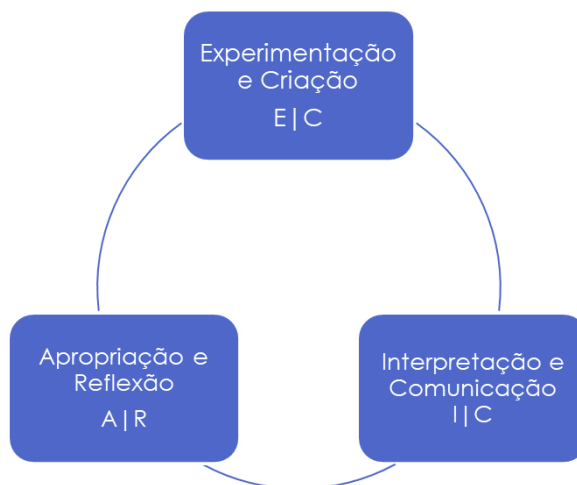 Experimentação
e Criação
E|C
Apropriação e
Reflexão
A|R
Interpretação e
Comunicação
I|C